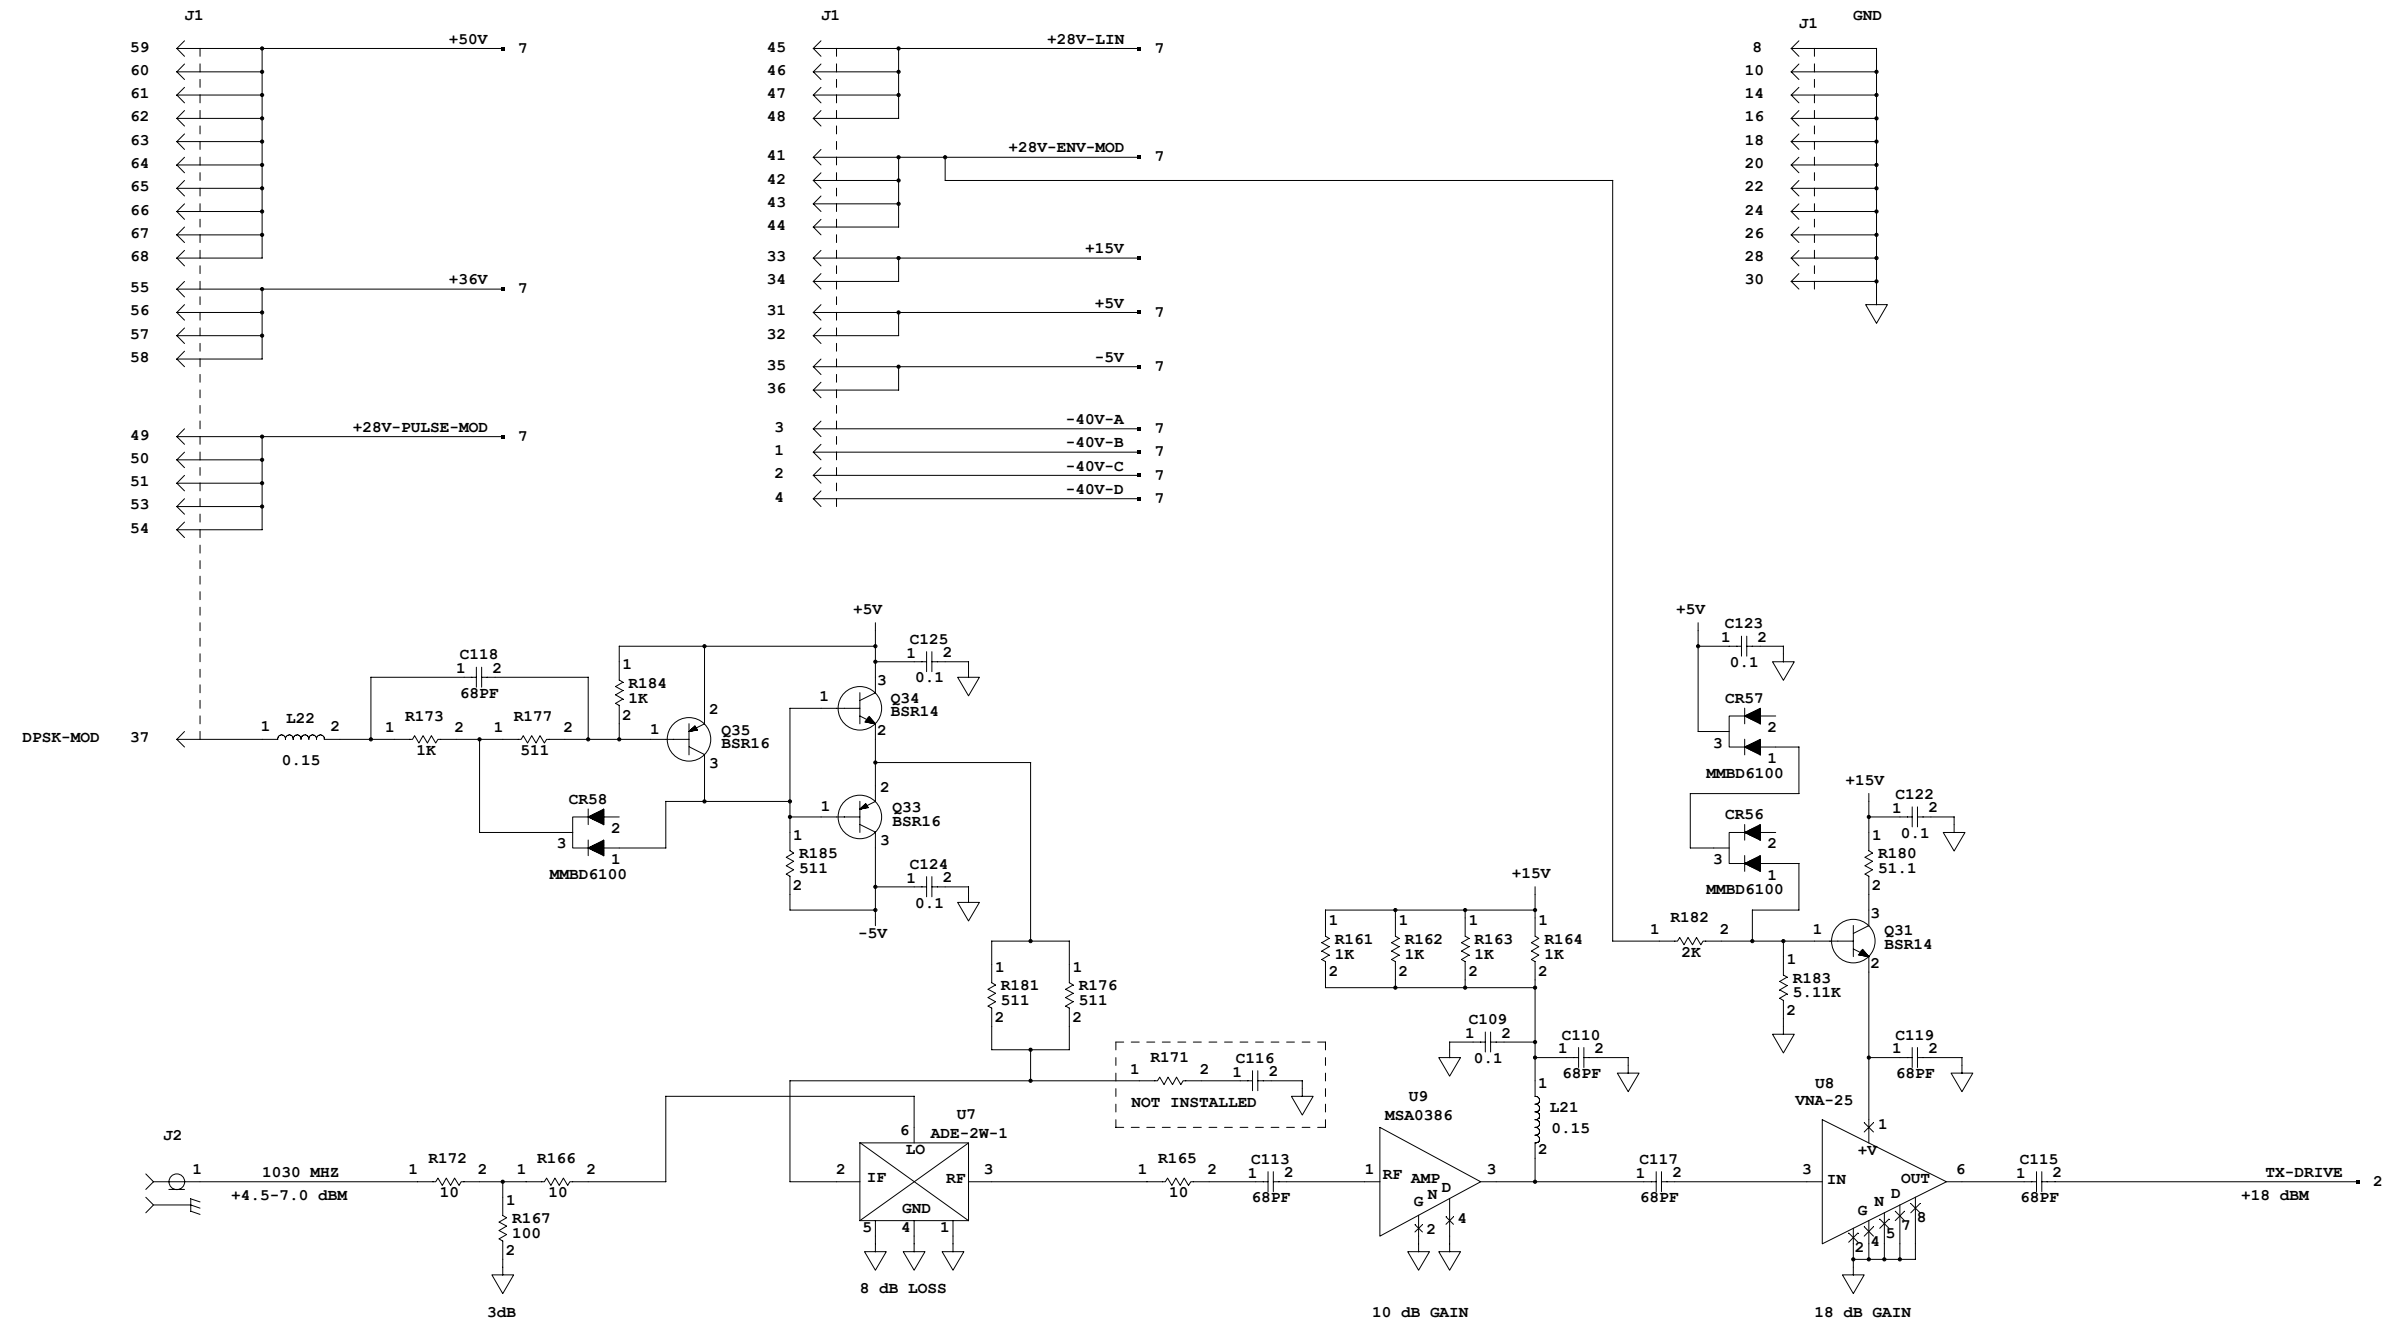 J1
59 +50V 7
60
61
62
63
64
65
66
67
68
55 +36V 7
56
57
58
49 +28V-PULSE-MOD 7
50
51
53
54
J1
45 +28V-LIN 7
46
47
48
41 +28V-ENV-MOD 7
42
43
44
33 +15V
34
31 +5V 7
32
35 -5V 7
36
3 -40V-A 7
1 -40V-B 7
2 -40V-C 7
4 -40V-D 7
J1 GND
8
10
14
16
18
20
22
24
26
28
30
DPSK-MOD 37
1 L22 2
0.15
C118
1 2
68PF
1 R173 2
1K
1 R177 2
511
1
R184
1K
2
CR58
2
3
1
MMBD6100
1
2
Q35
BSR16
3
+5V
C125
1 2
0.1
3
1
Q34
BSR14
2
2
1
Q33
BSR16
3
1
R185
511
2
C124
1 2
0.1
-5V
1
R181
511
2
1
R176
511
2
R171
1 2
C116
1 2
NOT INSTALLED
J2
1
1030 MHZ
+4.5-7.0 dBM
R172
1 2
10
R166
1 2
10
1
R167
100
2
3dB
U7
ADE-2W-1
6
LO
2 IF RF 3
GND
5 4 1
8 dB LOSS
R165
1 2
10
C113
1 2
68PF
U9
MSA0386
1 RF AMP 3
G N D
2 4
10 dB GAIN
+15V
1
R161
1K
2
1
R162
1K
2
1
R163
1K
2
1
R164
1K
2
C109
1 2
0.1
C110
1 2
68PF
1
L21
0.15
2
C117
1 2
68PF
+5V
C123
1 2
0.1
CR57
2
3
1
MMBD6100
CR56
2
3
1
MMBD6100
R182
1 2
2K
1
R183
5.11K
2
+15V
C122
1 2
0.1
1
R180
51.1
2
3
1
Q31
BSR14
2
C119
1 2
68PF
U8
VNA-25
1
+V
3 IN OUT 6
G N D
2 4 5 7 8
18 dB GAIN
C115
1 2
68PF
TX-DRIVE 2
+18 dBM